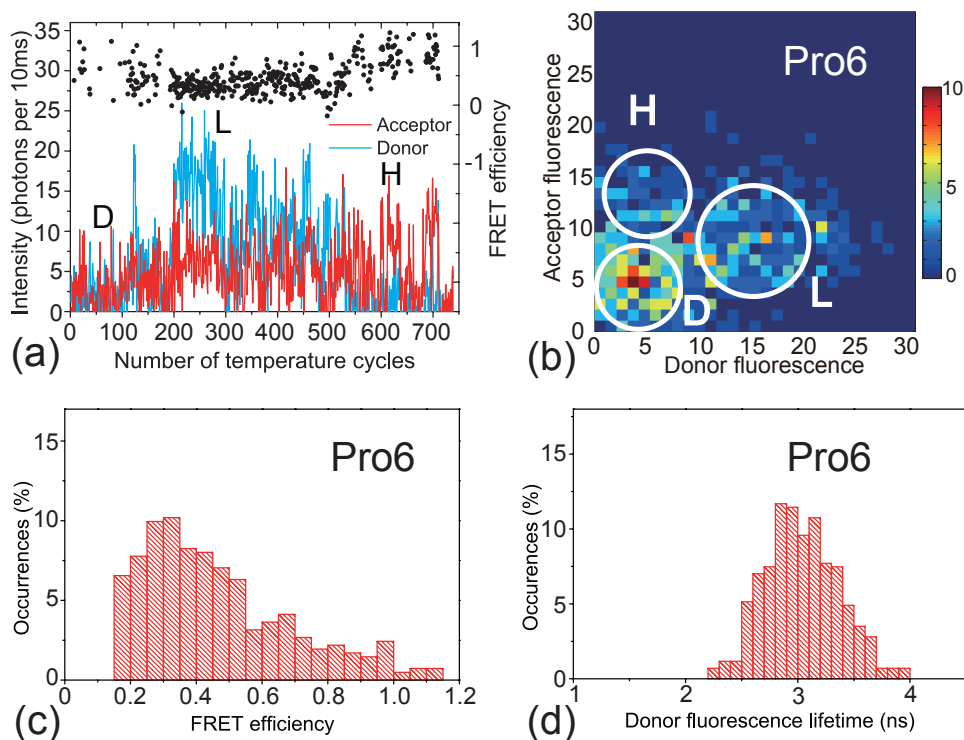 Intensity (photons per 10ms)
40
35
30
25
20
15
10
5
0
D
L
H
Acceptor
Donor
1
0
-1
FRET efficiency
0 100 200 300 400 500 600 700
Number of temperature cycles
(a)
Acceptor fluorescence
30
25
20
15
10
5
0
Pro6
H
D
L
10
5
0
0 5 10 15 20 25 30
Donor fluorescence
(b)
Occurrences (%)
15
10
5
0
Pro6
0 0.2 0.4 0.6 0.8 1.0 1.2
FRET efficiency
(c)
Occurences (%)
15
10
5
0
Pro6
1 2 3 4
Donor fluorescence lifetime (ns)
(d)